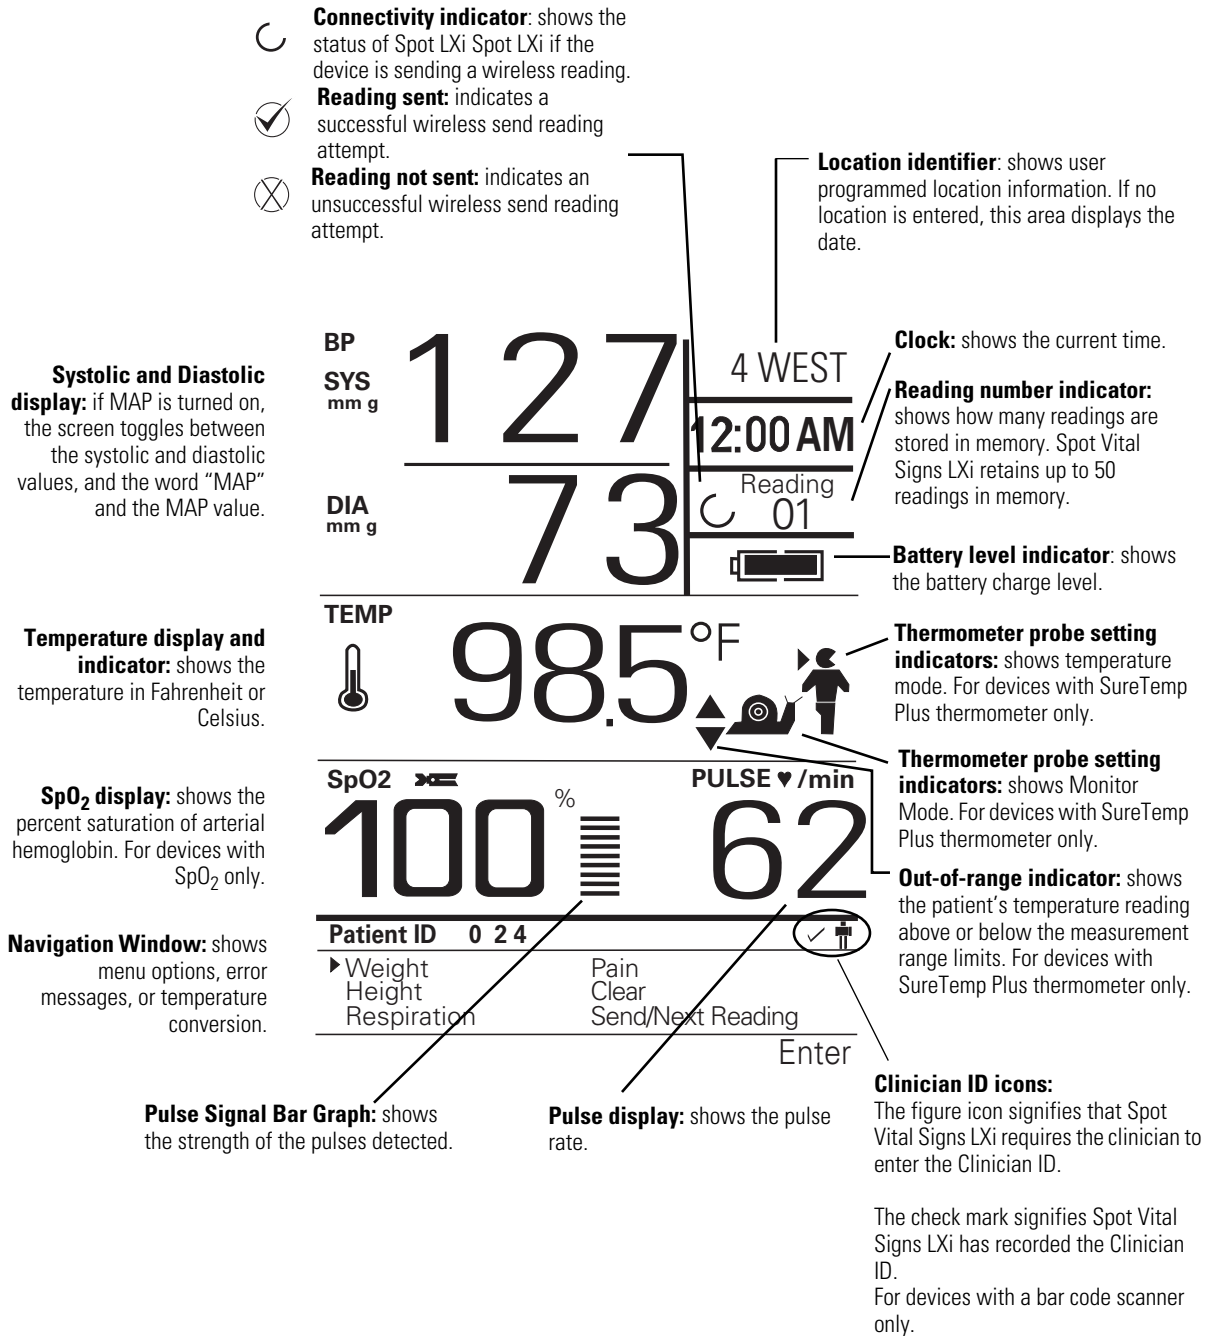 Connectivity indicator: shows the
status of Spot LXi Spot LXi if the
device is sending a wireless reading.
Reading sent: indicates a
successful wireless send reading
attempt.
Reading not sent: indicates an
unsuccessful wireless send reading
attempt.
Location identifier: shows user
programmed location information. If no
location is entered, this area displays the
date.
Systolic and Diastolic
display: if MAP is turned on,
the screen toggles between
the systolic and diastolic
values, and the word “MAP”
and the MAP value.
Temperature display and
indicator: shows the
temperature in Fahrenheit or
Celsius.
SpO2 display: shows the
percent saturation of arterial
hemoglobin. For devices with
SpO2 only.
Navigation Window: shows
menu options, error
messages, or temperature
conversion.
BP
SYS
mm g
127
DIA
mm g
73
4 WEST
12:00 AM
Reading
01
TEMP
98.5 °F
SpO2
100 %
PULSE ♥ /min
62
Patient ID 0 2 4
Weight Pain
Height Clear
Respiration Send/Next Reading
Enter
Clock: shows the current time.
Reading number indicator:
shows how many readings are
stored in memory. Spot Vital
Signs LXi retains up to 50
readings in memory.
Battery level indicator: shows
the battery charge level.
Thermometer probe setting
indicators: shows temperature
mode. For devices with SureTemp
Plus thermometer only.
Thermometer probe setting
indicators: shows Monitor
Mode. For devices with SureTemp
Plus thermometer only.
Out-of-range indicator: shows
the patient’s temperature reading
above or below the measurement
range limits. For devices with
SureTemp Plus thermometer only.
Pulse Signal Bar Graph: shows
the strength of the pulses detected.
Pulse display: shows the pulse
rate.
Clinician ID icons:
The figure icon signifies that Spot
Vital Signs LXi requires the clinician to
enter the Clinician ID.
The check mark signifies Spot Vital
Signs LXi has recorded the Clinician
ID.
For devices with a bar code scanner
only.